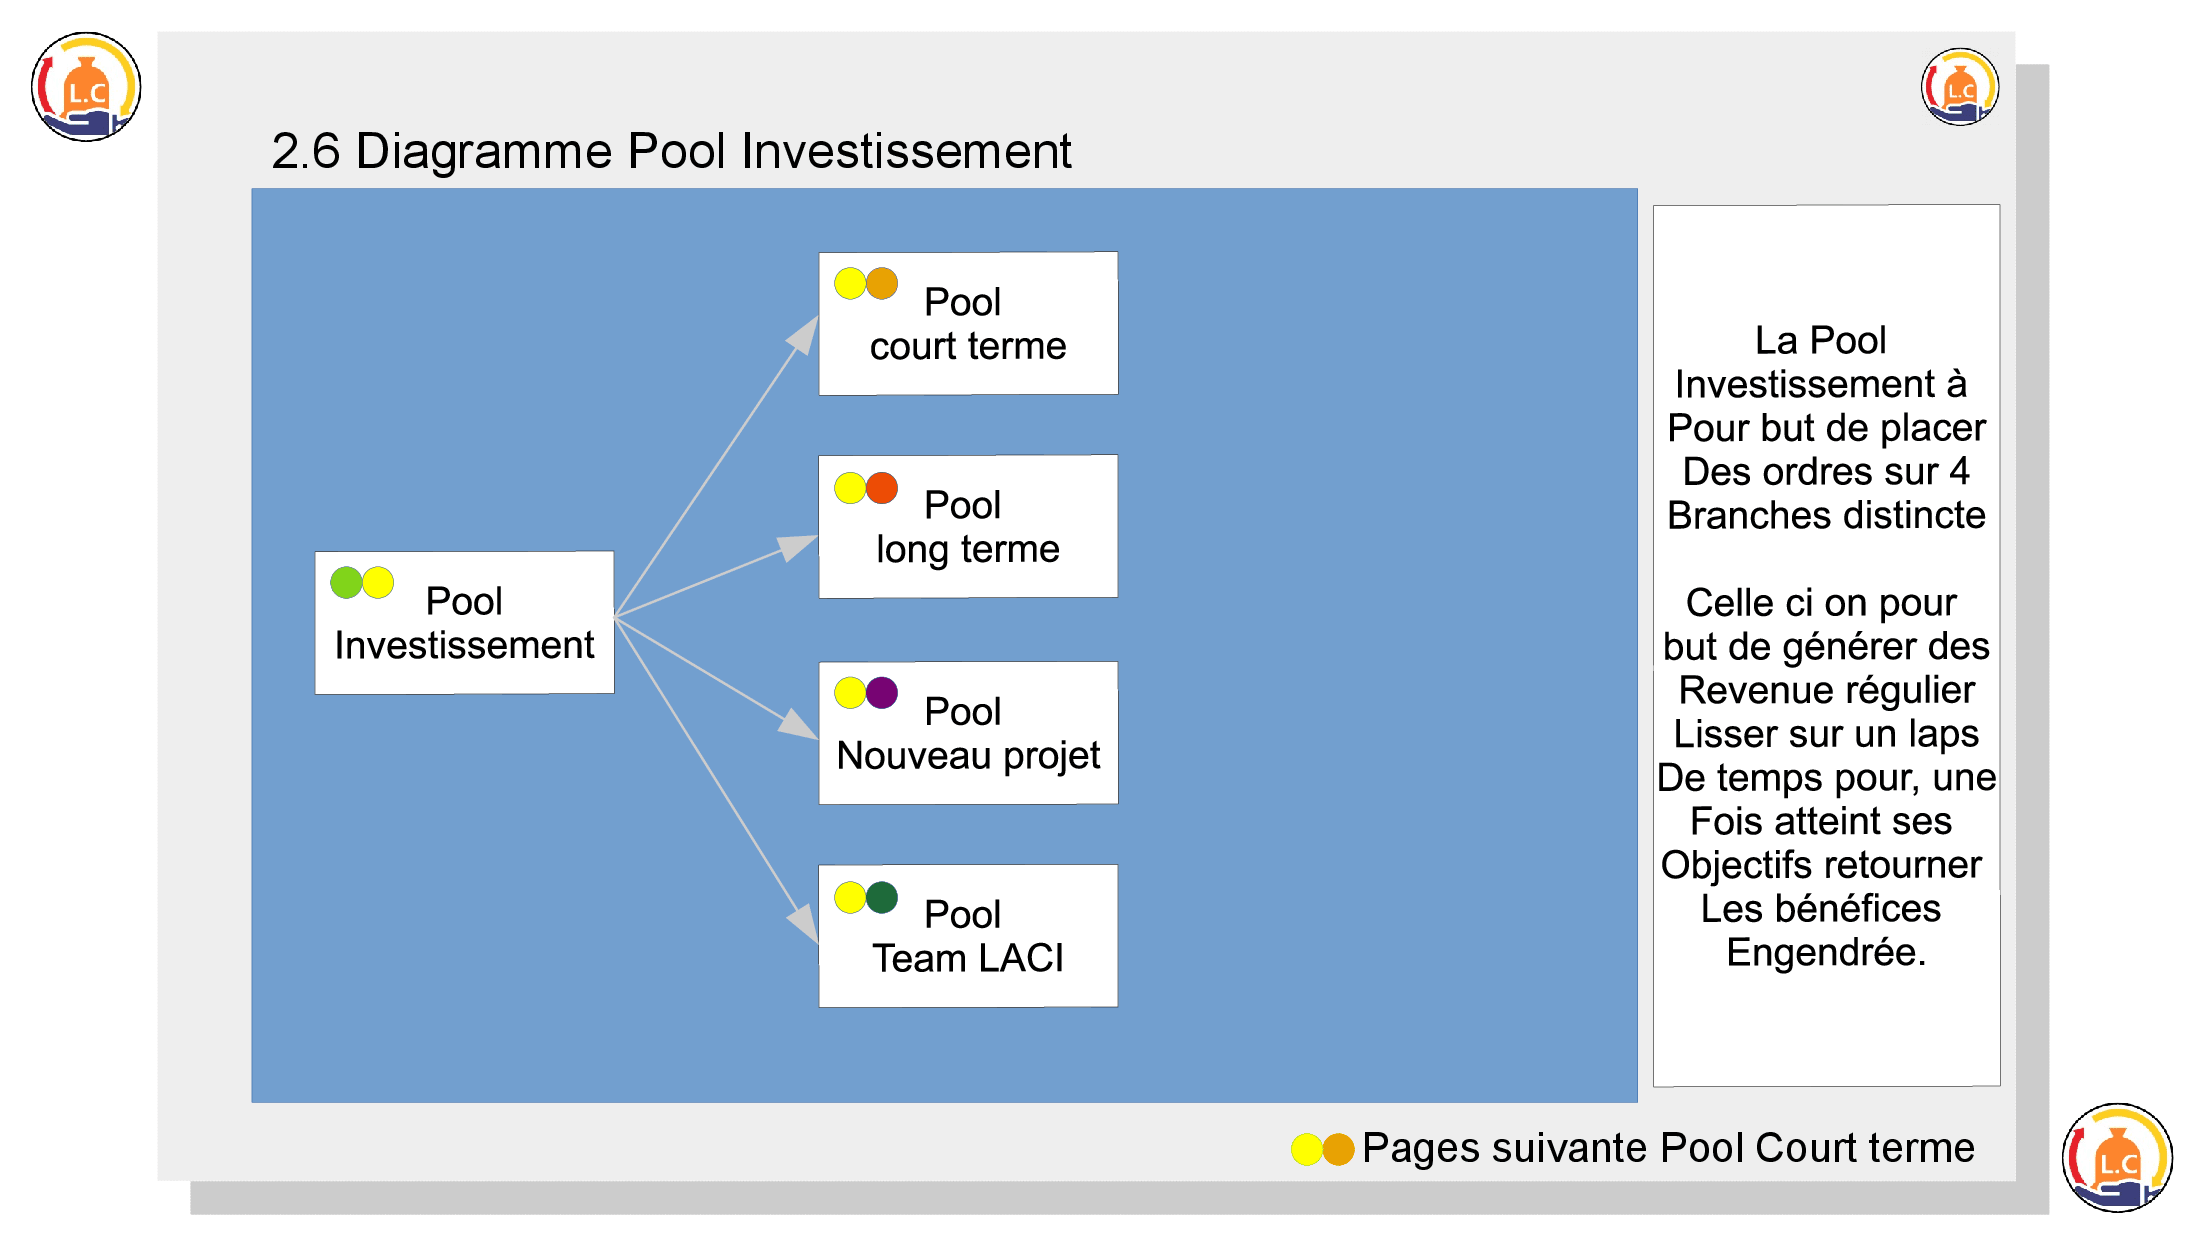 L.C
L.C
2.6 Diagramme Pool Investissement
Pool
court terme
Pool
long terme
Pool
Investissement
Pool
Nouveau projet
Pool
Team LACI
La Pool
Investissement à
Pour but de placer
Des ordres sur 4
Branches distincte
Celle ci on pour
but de générer des
Revenue régulier
Lisser sur un laps
De temps pour, une
Fois atteint ses
Objectifs retourner
Les bénéfices
Engendrée.
Pages suivante Pool Court terme
L.C